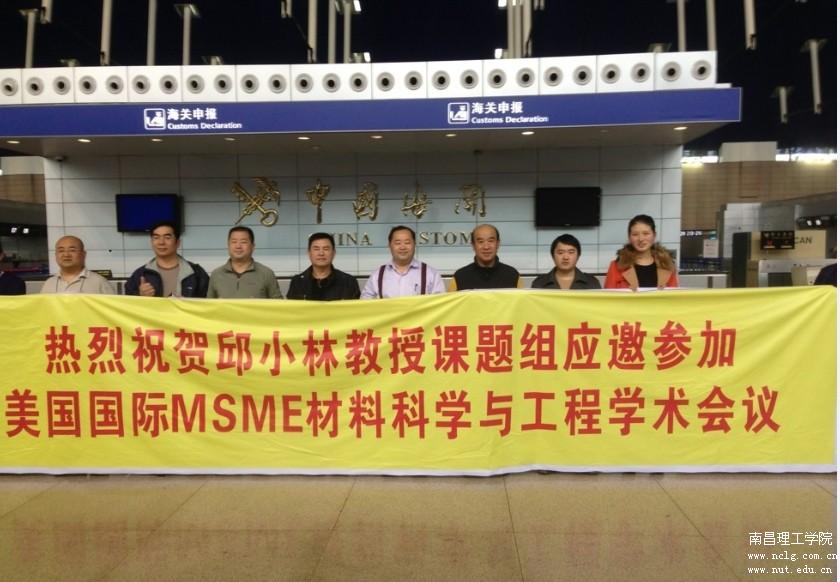 海关申报
Customs Declaration
海关申报
Customs Declaration
中国海关
CHINA CUSTOMS
热烈祝贺邱小林教授课题组应邀参加
美国国际MSME材料科学与工程学术会议
南昌理工学院
www.nclg.com.cn
www.nut.edu.cn